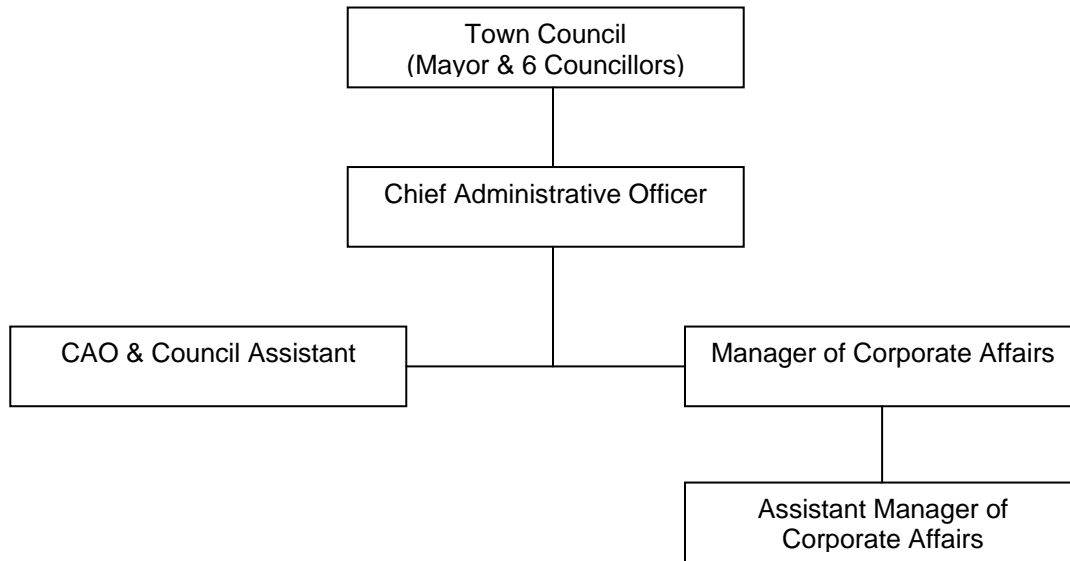 Town Council
(Mayor & 6 Councillors)
Chief Administrative Officer
CAO & Council Assistant
Manager of Corporate Affairs
Assistant Manager of
Corporate Affairs